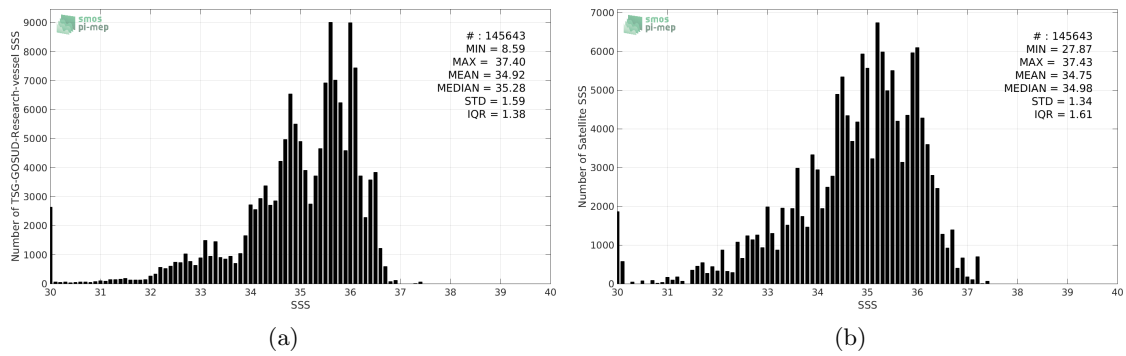 smos
pi-mep
# : 145643
MIN = 8.59
MAX = 37.40
MEAN = 34.92
MEDIAN = 35.28
STD = 1.59
IQR = 1.38
Number of TSG-GOSUD-Research-vessel SSS
9000
8000
7000
6000
5000
4000
3000
2000
1000
0
30 31 32 33 34 35 36 37 38 39 40
SSS
(a)
smos
pi-mep
# : 145643
MIN = 27.87
MAX = 37.43
MEAN = 34.75
MEDIAN = 34.98
STD = 1.34
IQR = 1.61
Number of Satellite SSS
7000
6000
5000
4000
3000
2000
1000
0
30 31 32 33 34 35 36 37 38 39 40
SSS
(b)